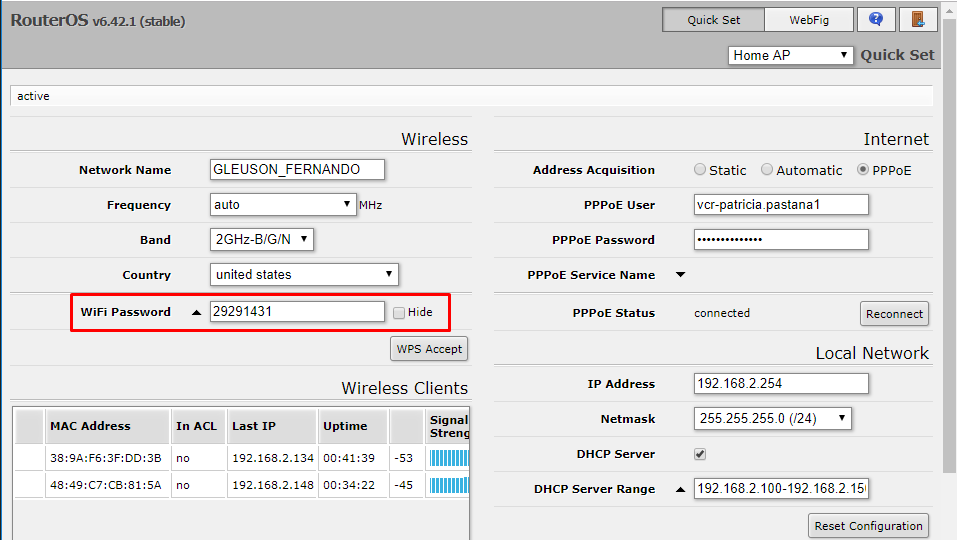 RouterOS v6.42.1 (stable)
Quick Set
WebFig
Home AP
Quick Set
active
Wireless
Network Name GLEUSON_FERNANDO
Frequency auto MHz
Band 2GHz-B/G/N
Country united states
WiFi Password 29291431 Hide
WPS Accept
Wireless Clients
MAC Address In ACL Last IP Uptime Signal
Streng
38:9A:F6:3F:DD:3B no 192.168.2.134 00:41:39 -53
48:49:C7:CB:81:5A no 192.168.2.148 00:34:22 -45
Internet
Address Acquisition Static Automatic PPPoE
PPPoE User vcr-patricia.pastana1
PPPoE Password ••••••••••••••
PPPoE Service Name
PPPoE Status connected Reconnect
Local Network
IP Address 192.168.2.254
Netmask 255.255.255.0 (/24)
DHCP Server
DHCP Server Range 192.168.2.100-192.168.2.150
Reset Configuration